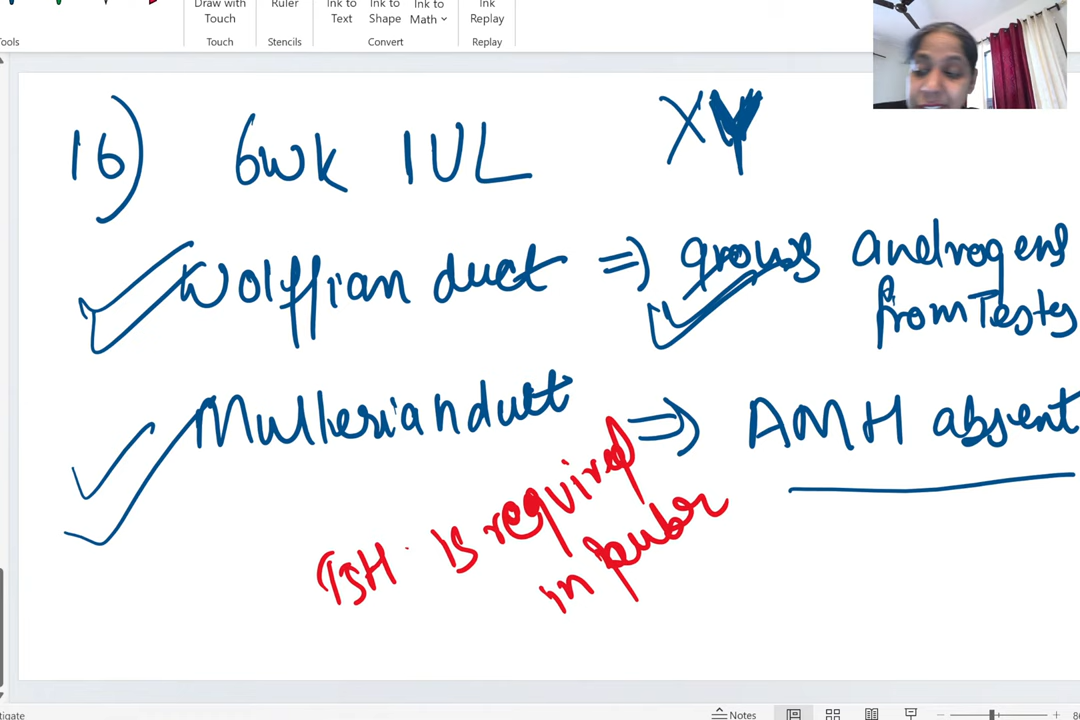 Draw with
Touch
Ruler
Ink to
Text
Ink to
Shape
Ink to
Math
Ink
Replay
Touch
Stencils
Convert
Replay
16) 6wk IUL XY
Wolffian duct => grows androgens
from Testes
Mullerian duct => AMH absent
is required
in puber
Notes